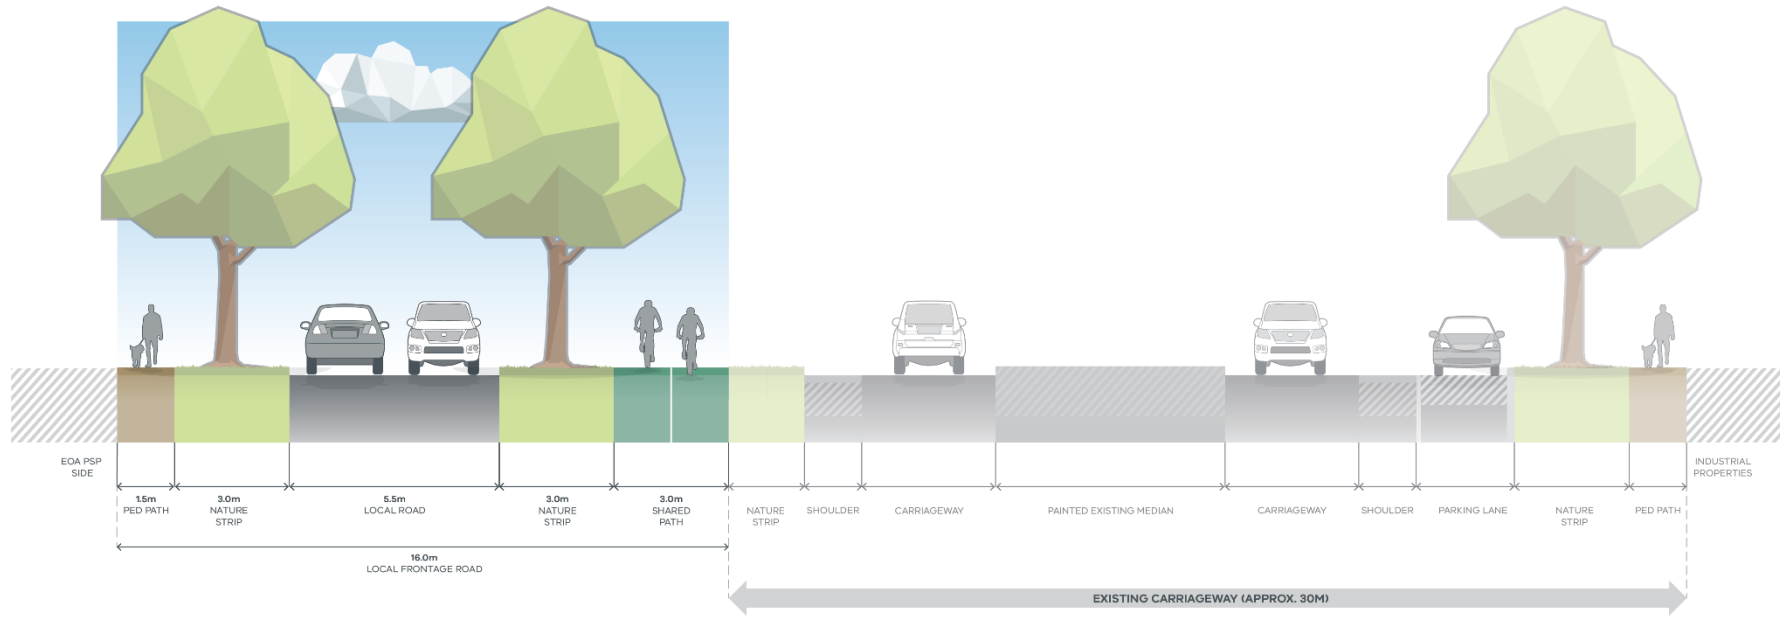 EOA PSP
SIDE
INDUSTRIAL
PROPERTIES
1.5m
PED PATH
3.0m
NATURE
STRIP
5.5m
LOCAL ROAD
3.0m
NATURE
STRIP
3.0m
SHARED
PATH
NATURE
STRIP
SHOULDER
CARRIAGEWAY
PAINTED EXISTING MEDIAN
CARRIAGEWAY
SHOULDER
PARKING LANE
NATURE
STRIP
PED PATH
16.0m
LOCAL FRONTAGE ROAD
EXISTING CARRIAGEWAY (APPROX. 30M)